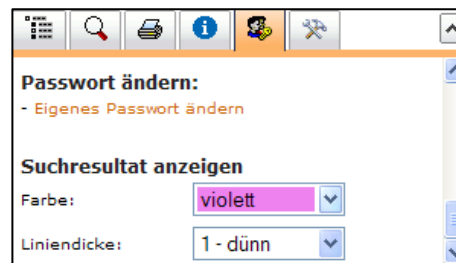 Passwort ändern:
- Eigenes Passwort ändern
Suchresultat anzeigen
Farbe: violett
Liniendicke: 1 - dünn